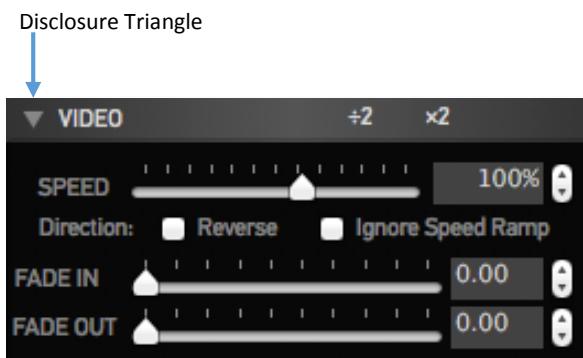 Disclosure Triangle
VIDEO ÷2 ×2
SPEED 100%
Direction: Reverse Ignore Speed Ramp
FADE IN 0.00
FADE OUT 0.00